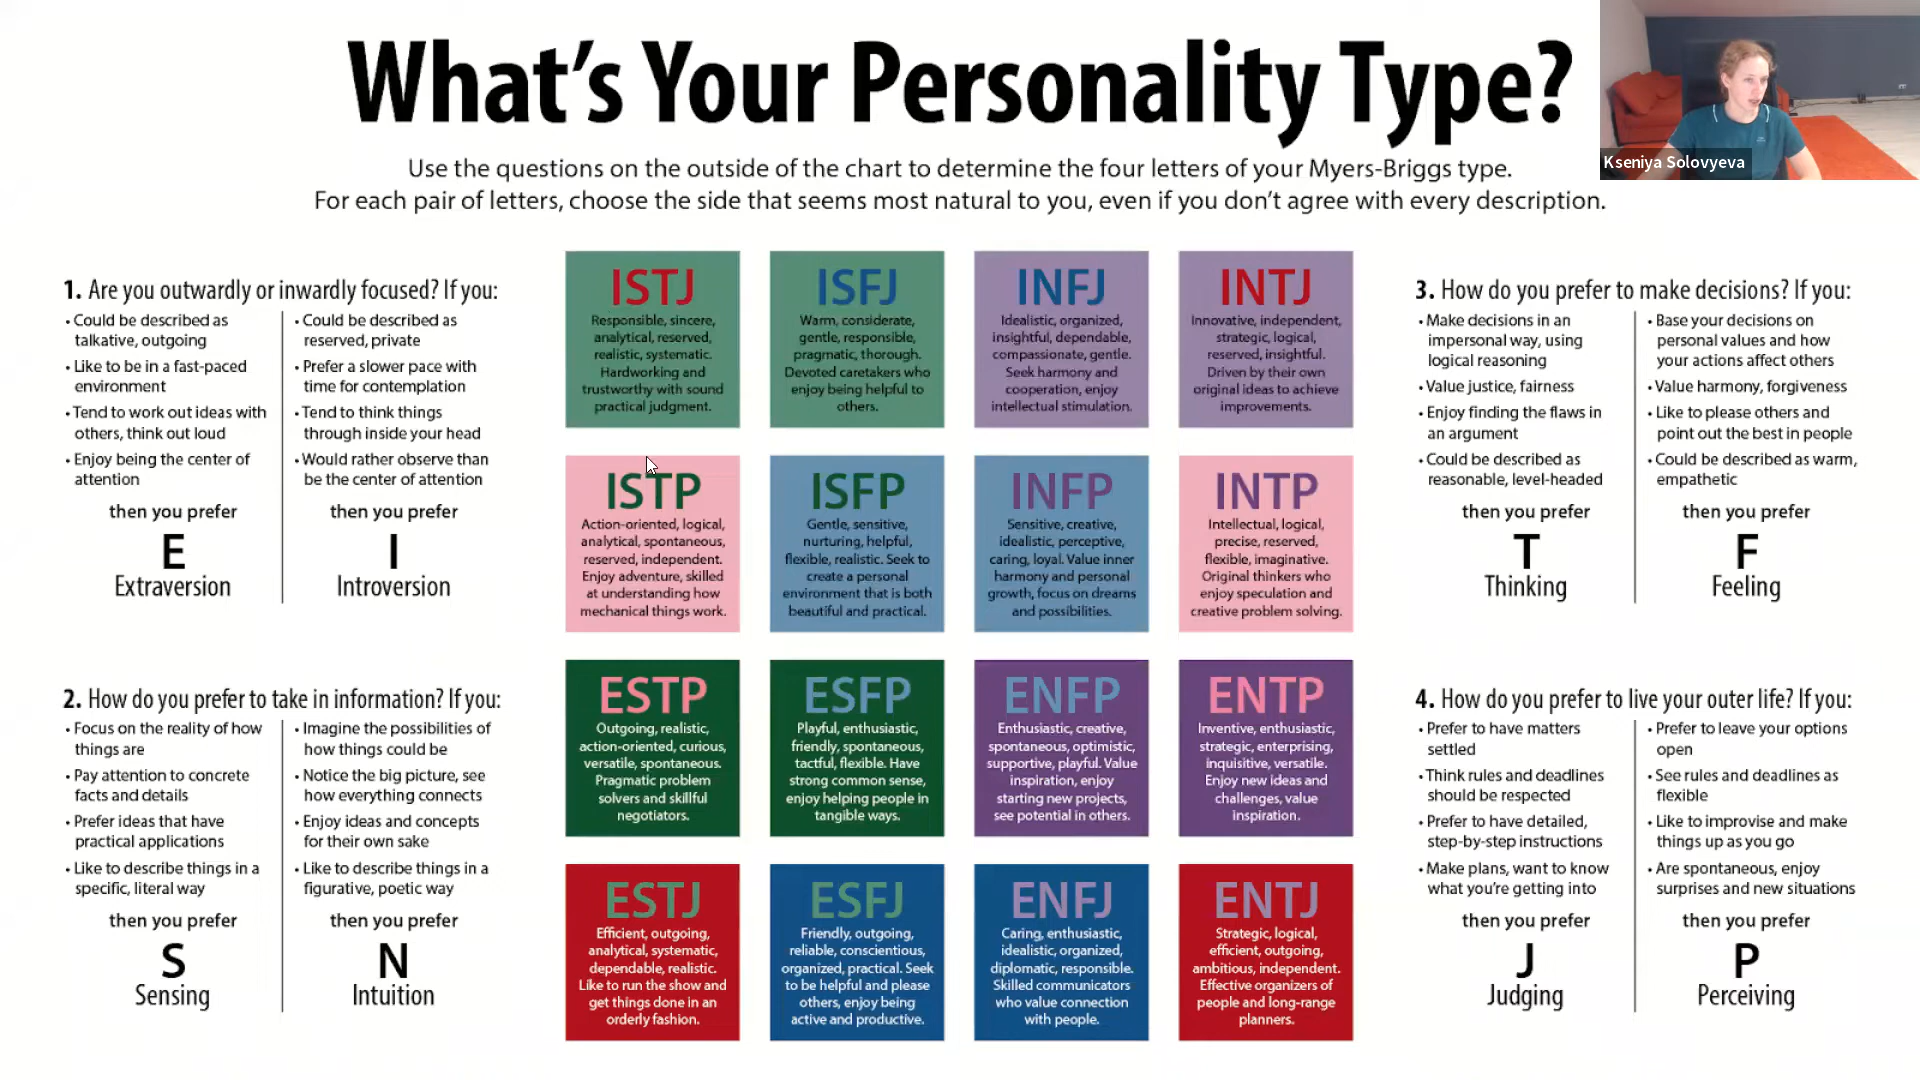 What's Your Personality Type?
Use the questions on the outside of the chart to determine the four letters of your Myers-Briggs type.
For each pair of letters, choose the side that seems most natural to you, even if you don't agree with every description.
Kseniya Solovyeva
1. Are you outwardly or inwardly focused? If you:
• Could be described as
talkative, outgoing
• Like to be in a fast-paced
environment
• Tend to work out ideas with
others, think out loud
• Enjoy being the center of
attention
then you prefer
E
Extraversion
• Could be described as
reserved, private
• Prefer a slower pace with
time for contemplation
• Tend to think things
through inside your head
• Would rather observe than
be the center of attention
then you prefer
I
Introversion
2. How do you prefer to take in information? If you:
• Focus on the reality of how
things are
• Pay attention to concrete
facts and details
• Prefer ideas that have
practical applications
• Like to describe things in a
specific, literal way
then you prefer
S
Sensing
• Imagine the possibilities of
how things could be
• Notice the big picture, see
how everything connects
• Enjoy ideas and concepts
for their own sake
• Like to describe things in a
figurative, poetic way
then you prefer
N
Intuition
ISTJ
Responsible, sincere,
analytical, reserved,
realistic, systematic.
Hardworking and
trustworthy with sound
practical judgment.
ISFJ
Warm, considerate,
gentle, responsible,
pragmatic, thorough.
Devoted caretakers who
enjoy being helpful to
others.
INFJ
Idealistic, organized,
insightful, dependable,
compassionate, gentle.
Seek harmony and
cooperation, enjoy
intellectual stimulation.
INTJ
Innovative, independent,
strategic, logical,
reserved, insightful.
Driven by their own
original ideas to achieve
improvements.
ISTP
Action-oriented, logical,
analytical, spontaneous,
reserved, independent.
Enjoy adventure, skilled
at understanding how
mechanical things work.
ISFP
Gentle, sensitive,
nurturing, helpful,
flexible, realistic. Seek to
create a personal
environment that is both
beautiful and practical.
INFP
Sensitive, creative,
idealistic, perceptive,
caring, loyal. Value inner
harmony and personal
growth, focus on dreams
and possibilities.
INTP
Intellectual, logical,
precise, reserved,
flexible, imaginative.
Original thinkers who
enjoy speculation and
creative problem solving.
ESTP
Outgoing, realistic,
action-oriented, curious,
versatile, spontaneous.
Pragmatic problem
solvers and skillful
negotiators.
ESFP
Playful, enthusiastic,
friendly, spontaneous,
tactful, flexible. Have
strong common sense,
enjoy helping people in
tangible ways.
ENFP
Enthusiastic, creative,
spontaneous, optimistic,
supportive, playful. Value
inspiration, enjoy
starting new projects,
see potential in others.
ENTP
Inventive, enthusiastic,
strategic, enterprising,
inquisitive, versatile.
Enjoy new ideas and
challenges, value
inspiration.
ESTJ
Efficient, outgoing,
analytical, systematic,
dependable, realistic.
Like to run the show and
get things done in an
orderly fashion.
ESFJ
Friendly, outgoing,
reliable, conscientious,
organized, practical. Seek
to be helpful and please
others, enjoy being
active and productive.
ENFJ
Caring, enthusiastic,
idealistic, organized,
diplomatic, responsible.
Skilled communicators
who value connection
with people.
ENTJ
Strategic, logical,
efficient, outgoing,
ambitious, independent.
Effective organizers of
people and long-range
planners.
3. How do you prefer to make decisions? If you:
• Make decisions in an
impersonal way, using
logical reasoning
• Value justice, fairness
• Enjoy finding the flaws in
an argument
• Could be described as
reasonable, level-headed
then you prefer
T
Thinking
• Base your decisions on
personal values and how
your actions affect others
• Value harmony, forgiveness
• Like to please others and
point out the best in people
• Could be described as warm,
empathetic
then you prefer
F
Feeling
4. How do you prefer to live your outer life? If you:
• Prefer to have matters
settled
• Think rules and deadlines
should be respected
• Prefer to have detailed,
step-by-step instructions
• Make plans, want to know
what you're getting into
then you prefer
J
Judging
• Prefer to leave your options
open
• See rules and deadlines as
flexible
• Like to improvise and make
things up as you go
• Are spontaneous, enjoy
surprises and new situations
then you prefer
P
Perceiving